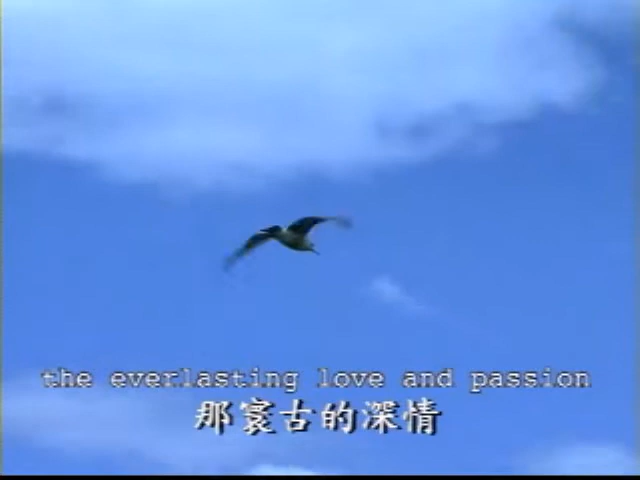 the everlasting love and passion
那寰古的深情